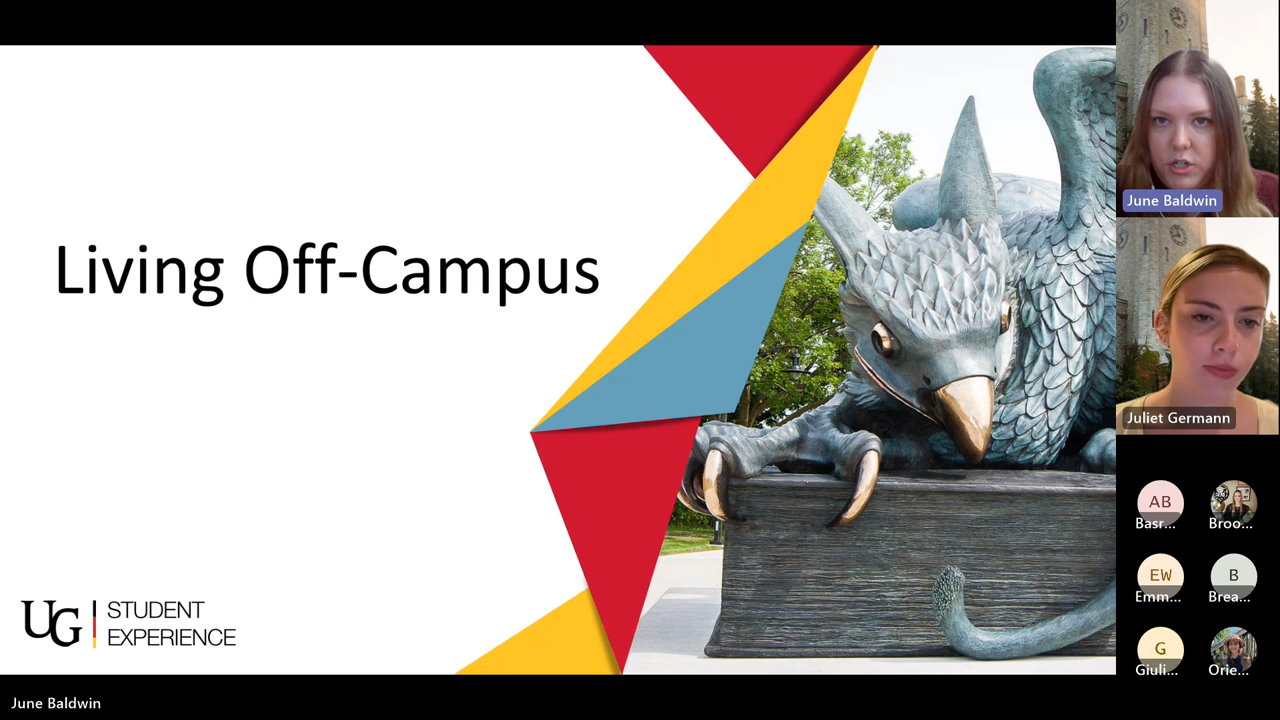 Living Off-Campus
UG
STUDENT
EXPERIENCE
June Baldwin
June Baldwin
Juliet Germann
AB
Basr...
Broo...
EW
Emm...
B
Brea...
G
Giuli...
Orie...